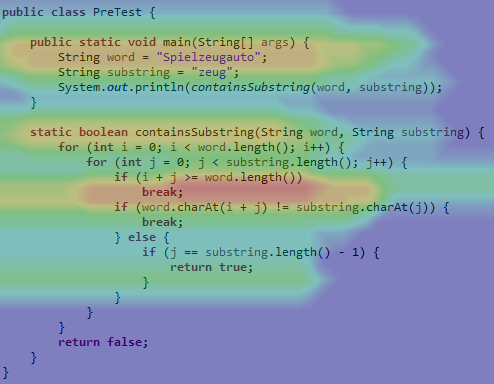 public class PreTest {
public static void main(String[] args) {
String word = "Spielzeugauto";
String substring = "zeug";
System.out.println(containsSubstring(word, substring));
}
static boolean containsSubstring(String word, String substring) {
for (int i = 0; i < word.length(); i++) {
for (int j = 0; j < substring.length(); j++) {
if (i + j >= word.length())
break;
if (word.charAt(i + j) != substring.charAt(j)) {
break;
} else {
if (j == substring.length() - 1) {
return true;
}
}
}
}
return false;
}
}